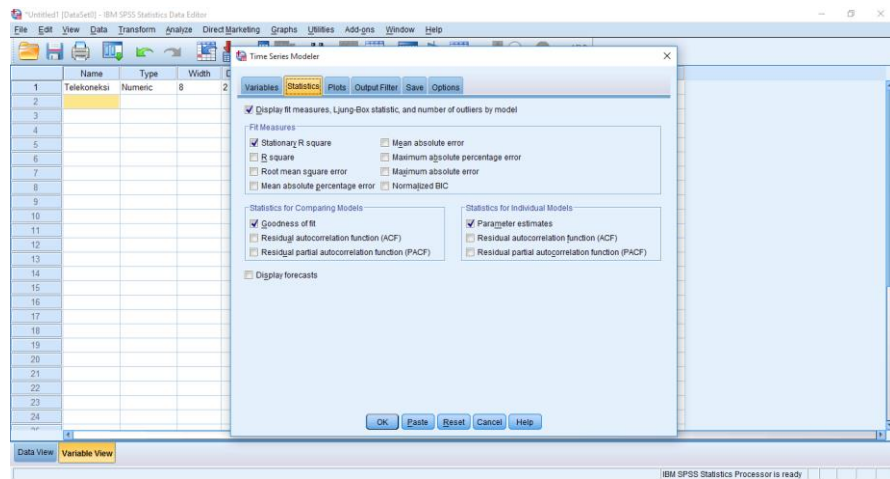 *Untitled1 [DataSet0] - IBM SPSS Statistics Data Editor
File Edit View Data Transform Analyze Direct Marketing Graphs Utilities Add-ons Window Help
Time Series Modeler
Name Type Width
1 Telekoneksi Numeric 8 2
2
3
4
5
6
7
8
9
10
11
12
13
14
15
16
17
18
19
20
21
22
23
24
Variables Statistics Plots Output Filter Save Options
Display fit measures, Ljung-Box statistic, and number of outliers by model
Fit Measures
Stationary R square Mean absolute error
R square Maximum absolute percentage error
Root mean square error Maximum absolute error
Mean absolute percentage error Normalized BIC
Statistics for Comparing Models
Goodness of fit
Residual autocorrelation function (ACF)
Residual partial autocorrelation function (PACF)
Statistics for Individual Models
Parameter estimates
Residual autocorrelation function (ACF)
Residual partial autocorrelation function (PACF)
Display forecasts
OK Paste Reset Cancel Help
Data View Variable View
IBM SPSS Statistics Processor is ready